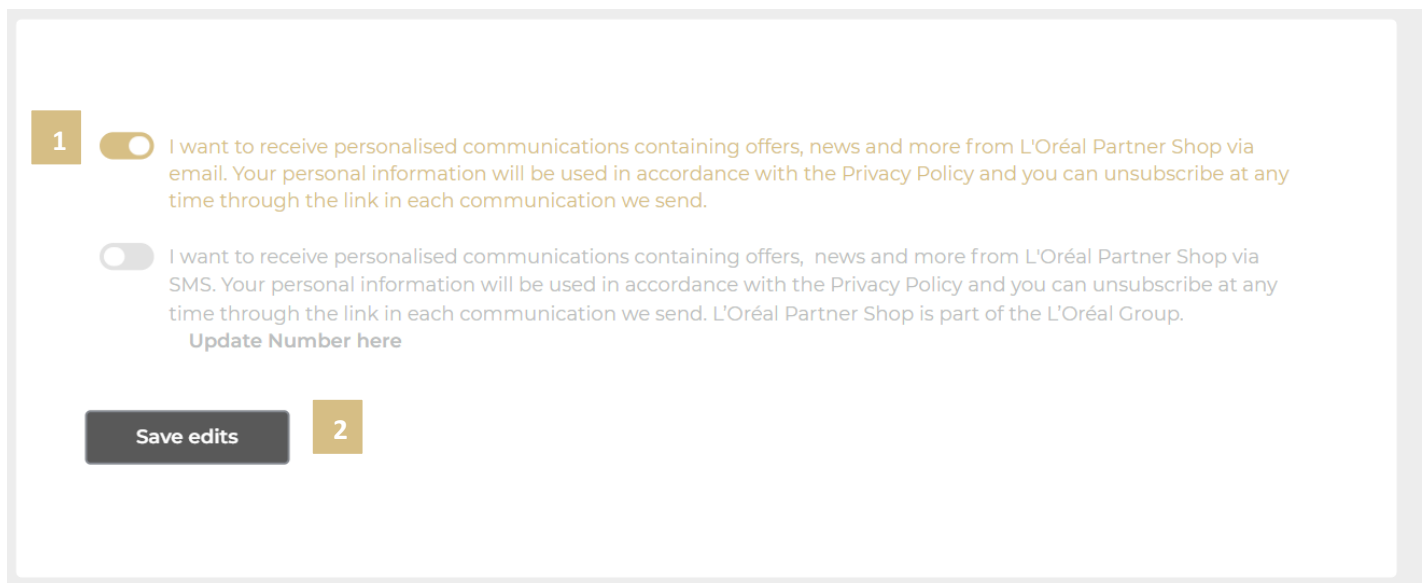 1
I want to receive personalised communications containing offers, news and more from L'Oréal Partner Shop via
email. Your personal information will be used in accordance with the Privacy Policy and you can unsubscribe at any
time through the link in each communication we send.
I want to receive personalised communications containing offers,  news and more from L'Oréal Partner Shop via
SMS. Your personal information will be used in accordance with the Privacy Policy and you can unsubscribe at any
time through the link in each communication we send. L’Oréal Partner Shop is part of the L’Oréal Group.
Update Number here
Save edits
2